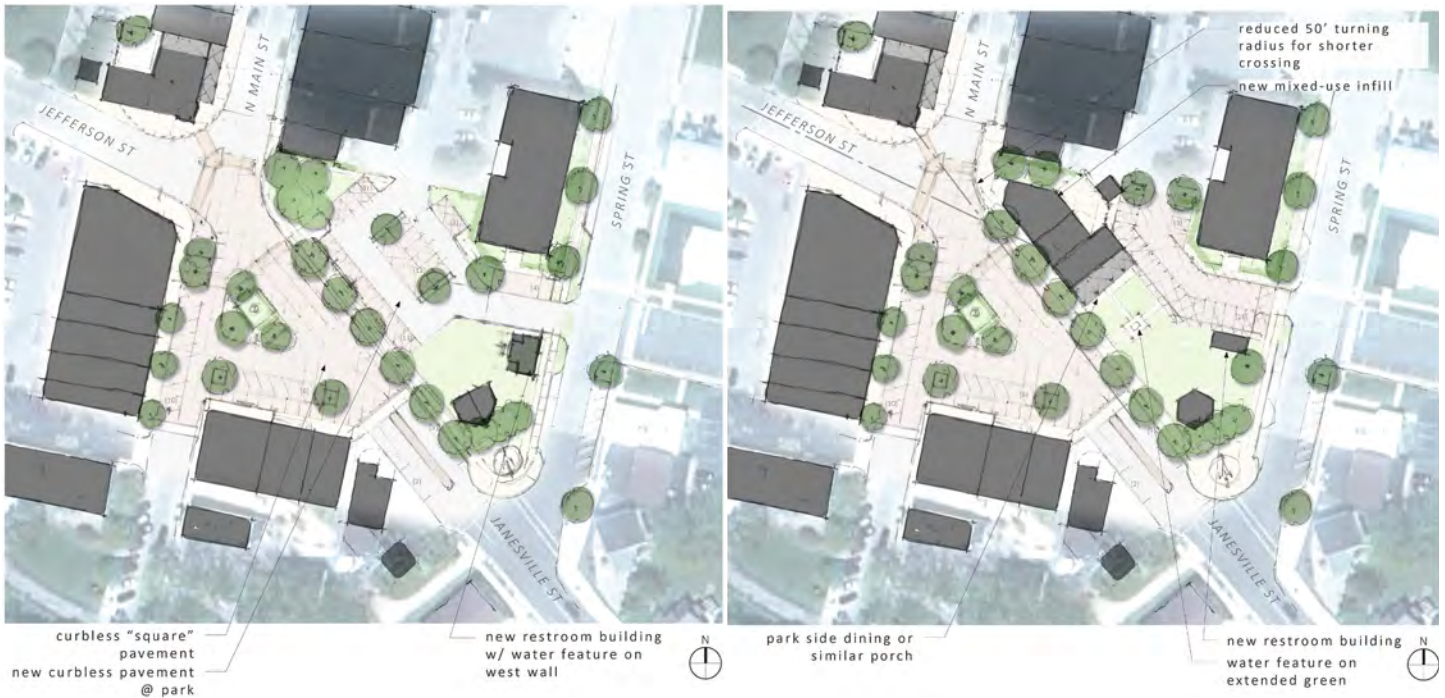 JEFFERSON ST
N MAIN ST
SPRING ST
JANESVILLE ST
curbless "square"
pavement
new curbless pavement
@ park
new restroom building
w/ water feature on
west wall
N
reduced 50' turning
radius for shorter
crossing
new mixed-use infill
JEFFERSON ST
N MAIN ST
SPRING ST
JANESVILLE ST
park side dining or
similar porch
new restroom building
water feature on
extended green
N